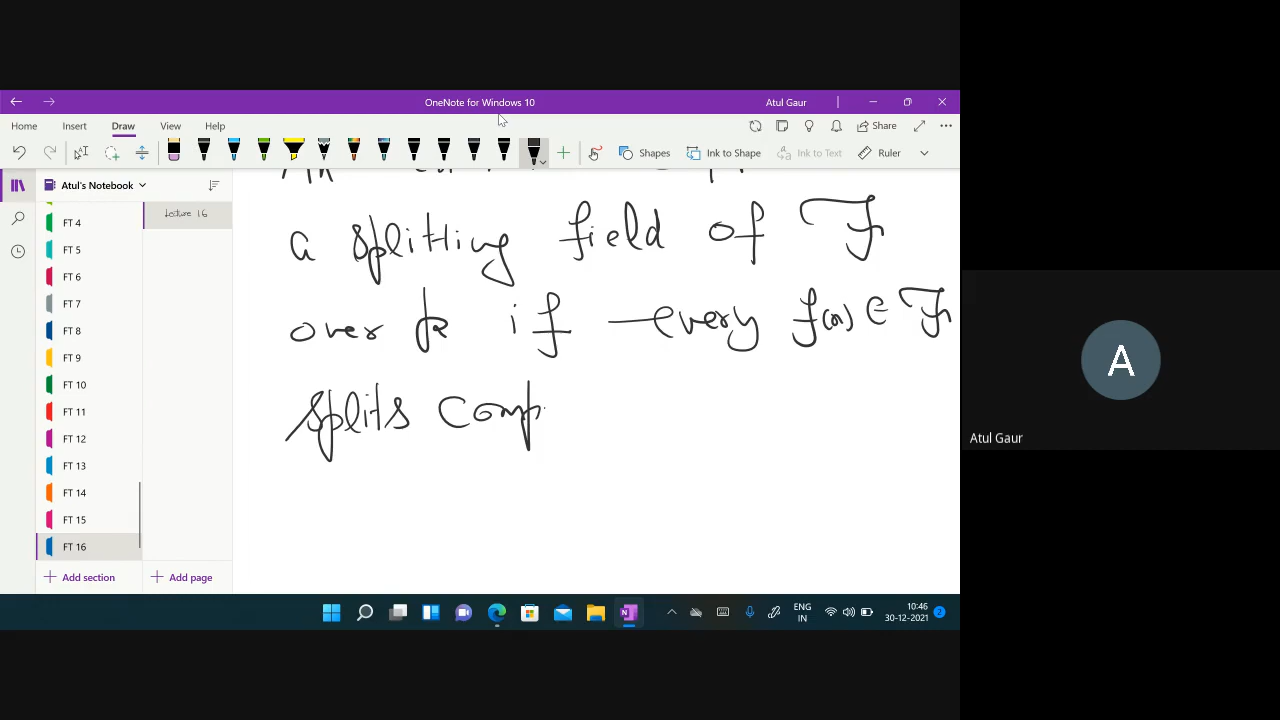 OneNote for Windows 10
Atul Gaur
Home Insert Draw View Help
Share
Shapes Ink to Shape Ink to Text Ruler
Atul's Notebook
Lecture 16
FT 4
FT 5
FT 6
FT 7
FT 8
FT 9
FT 10
FT 11
FT 12
FT 13
FT 14
FT 15
FT 16
Add section Add page
a splitting field of ℱ
over k if every f(x) ∈ ℱ
splits comp
ENG
IN
10:46
30-12-2021
2
A
Atul Gaur